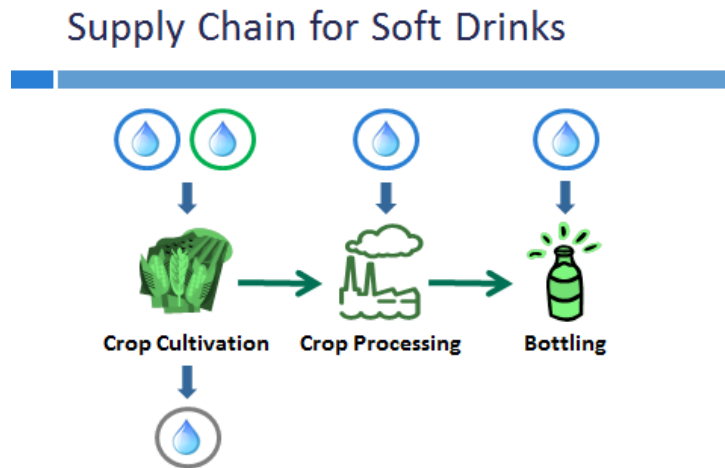 Supply Chain for Soft Drinks
Crop Cultivation
Crop Processing
Bottling